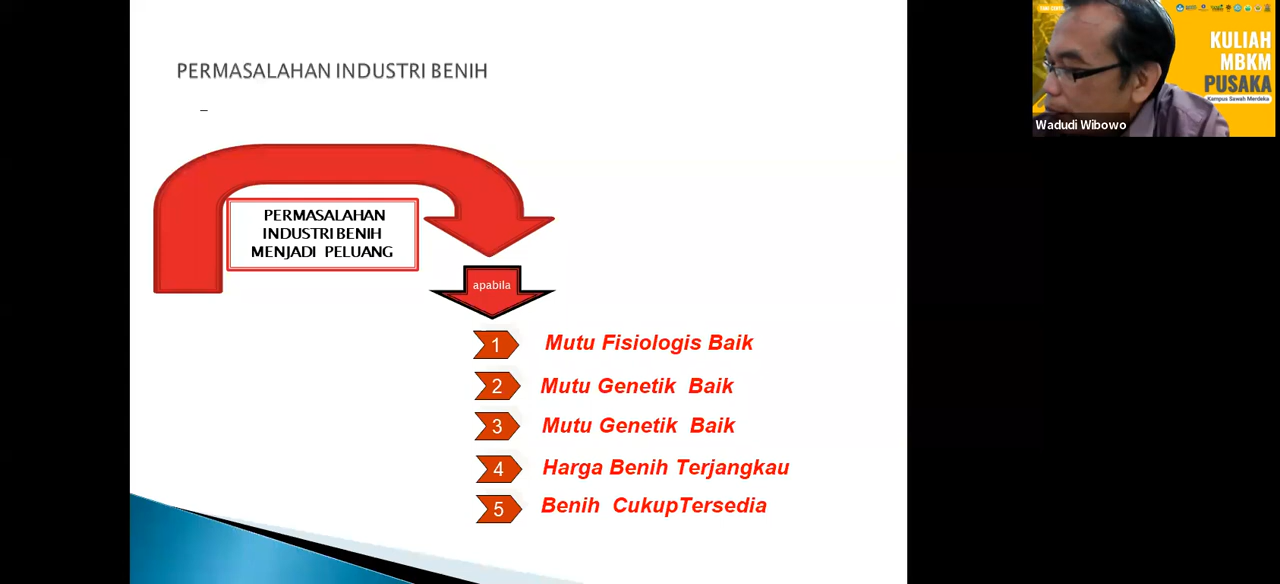 PERMASALAHAN INDUSTRI BENIH
–
PERMASALAHAN
INDUSTRI BENIH
MENJADI PELUANG
apabila
1 Mutu Fisiologis Baik
2 Mutu Genetik Baik
3 Mutu Genetik Baik
4 Harga Benih Terjangkau
5 Benih CukupTersedia
KULIAH
MBKM
PUSAKA
Kampus Sawah Merdeka
Wadudi Wibowo